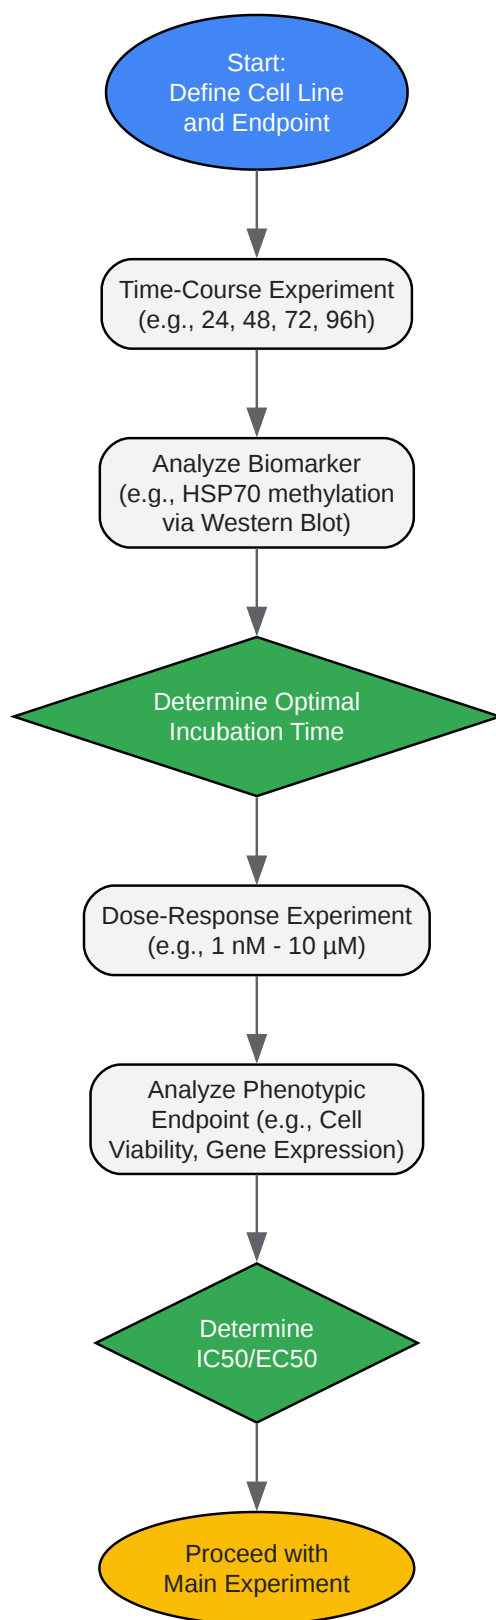 Start:
Define Cell Line
and Endpoint
Time-Course Experiment
(e.g., 24, 48, 72, 96h)
Analyze Biomarker
(e.g., HSP70 methylation
via Western Blot)
Determine Optimal
Incubation Time
Dose-Response Experiment
(e.g., 1 nM - 10 µM)
Analyze Phenotypic
Endpoint (e.g., Cell
Viability, Gene Expression)
Determine
IC50/EC50
Proceed with
Main Experiment